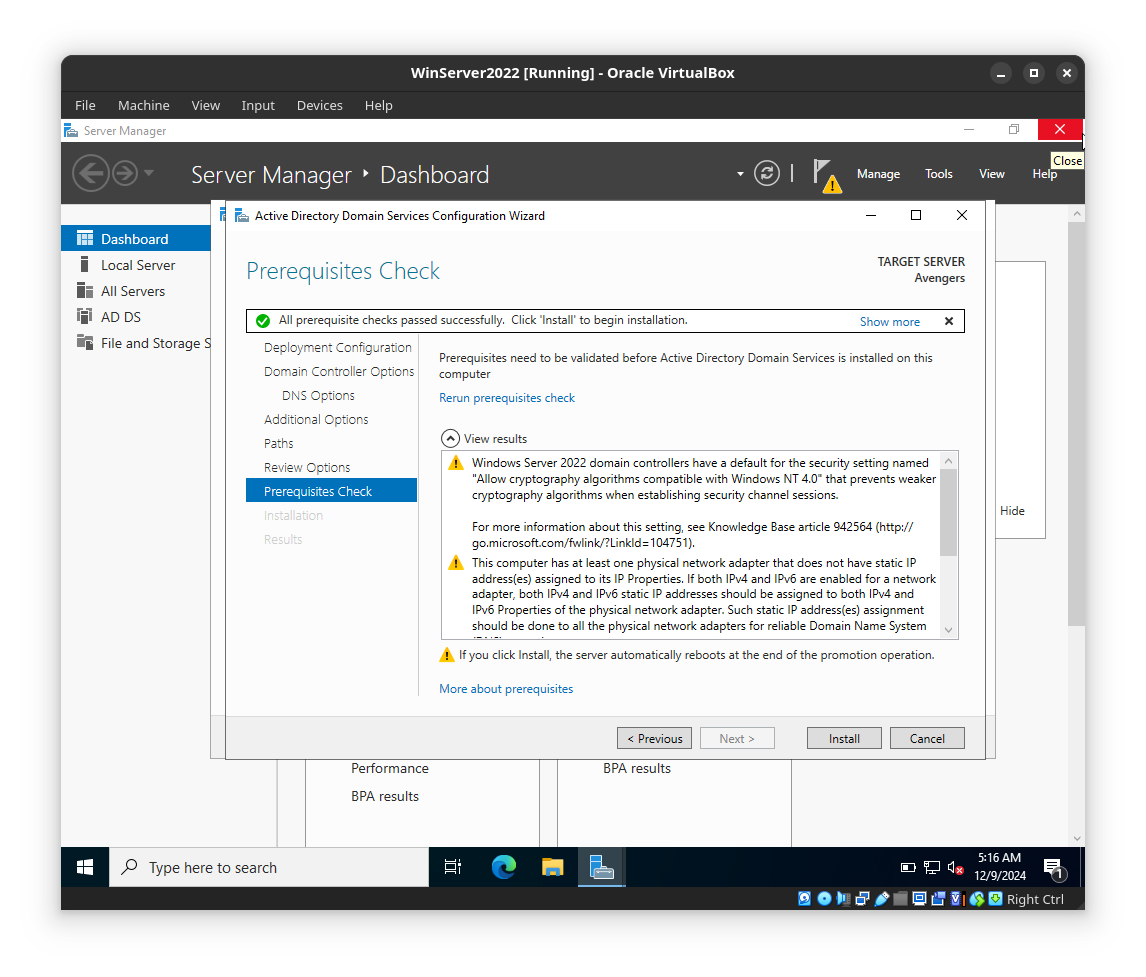 WinServer2022 [Running] - Oracle VirtualBox
File Machine View Input Devices Help
Server Manager
Close
Server Manager Dashboard
Manage Tools View Help
Dashboard
Local Server
All Servers
AD DS
File and Storage S
Active Directory Domain Services Configuration Wizard
Prerequisites Check
TARGET SERVER
Avengers
All prerequisite checks passed successfully. Click 'Install' to begin installation.
Show more
Deployment Configuration
Domain Controller Options
DNS Options
Additional Options
Paths
Review Options
Prerequisites Check
Installation
Results
Prerequisites need to be validated before Active Directory Domain Services is installed on this
computer
Rerun prerequisites check
View results
Windows Server 2022 domain controllers have a default for the security setting named
"Allow cryptography algorithms compatible with Windows NT 4.0" that prevents weaker
cryptography algorithms when establishing security channel sessions.
For more information about this setting, see Knowledge Base article 942564 (http://
go.microsoft.com/fwlink/?LinkId=104751).
This computer has at least one physical network adapter that does not have static IP
address(es) assigned to its IP Properties. If both IPv4 and IPv6 are enabled for a network
adapter, both IPv4 and IPv6 static IP addresses should be assigned to both IPv4 and
IPv6 Properties of the physical network adapter. Such static IP address(es) assignment
should be done to all the physical network adapters for reliable Domain Name System
If you click Install, the server automatically reboots at the end of the promotion operation.
More about prerequisites
< Previous
Next >
Install
Cancel
Hide
Performance
BPA results
BPA results
Type here to search
5:16 AM
12/9/2024
1
Right Ctrl